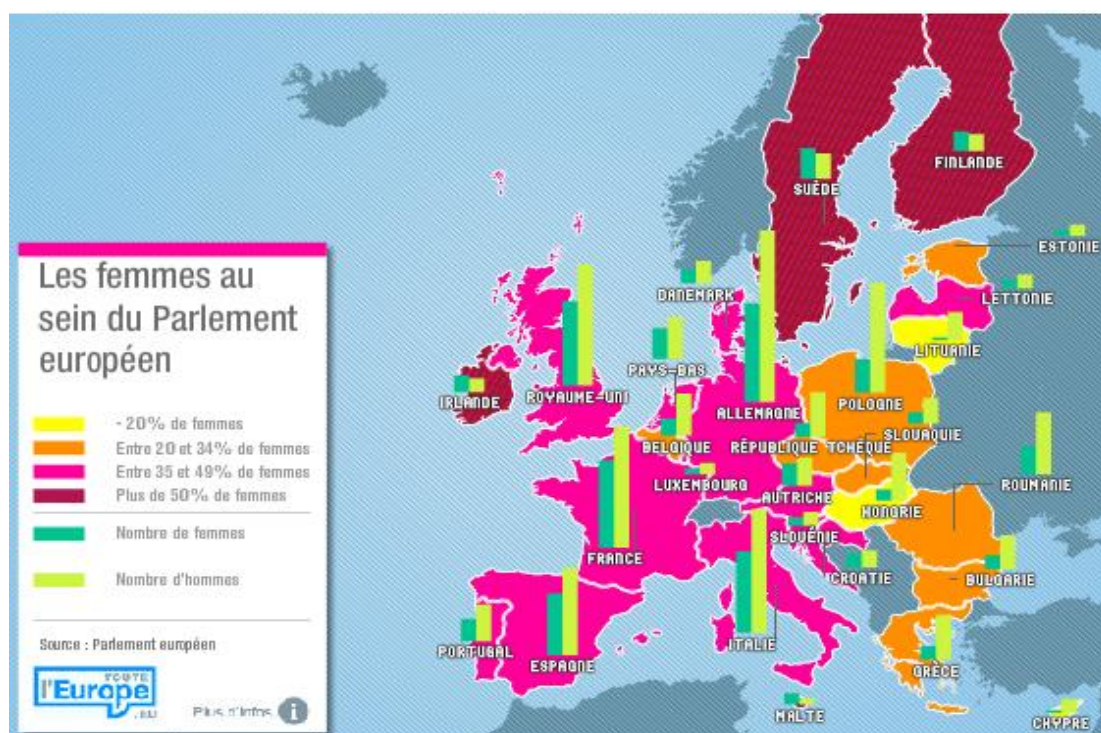 Les femmes au
sein du Parlement
européen
- 20% de femmes
Entre 20 et 34% de femmes
Entre 35 et 49% de femmes
Plus de 50% de femmes
Nombre de femmes
Nombre d'hommes
Source : Parlement européen
TOUTE
l'Europe
.EU
Plus d'infos i
FINLANDE
SUÈDE
ESTONIE
DANEMARK
LETTONIE
LITUANIE
PAYS-BAS
IRLANDE
ROYAUME-UNI
ALLEMAGNE
POLOGNE
SLOVAQUIE
BELGIQUE
RÉPUBLIQUE TCHÈQUE
LUXEMBOURG
AUTRICHE
ROUMANIE
HONGRIE
SLOVÉNIE
FRANCE
CROATIE
BULGARIE
ITALIE
PORTUGAL
ESPAGNE
GRÈCE
MALTE
CHYPRE